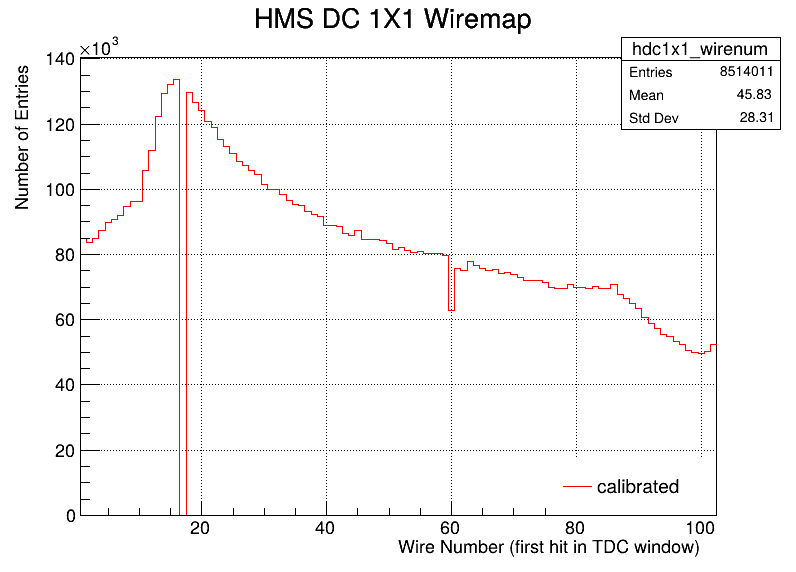 HMS DC 1X1 Wiremap
×10³
hdc1x1_wirenum
Entries 8514011
Mean 45.83
Std Dev 28.31
Number of Entries
140
120
100
80
60
40
20
0
calibrated
20 40 60 80 100
Wire Number (first hit in TDC window)